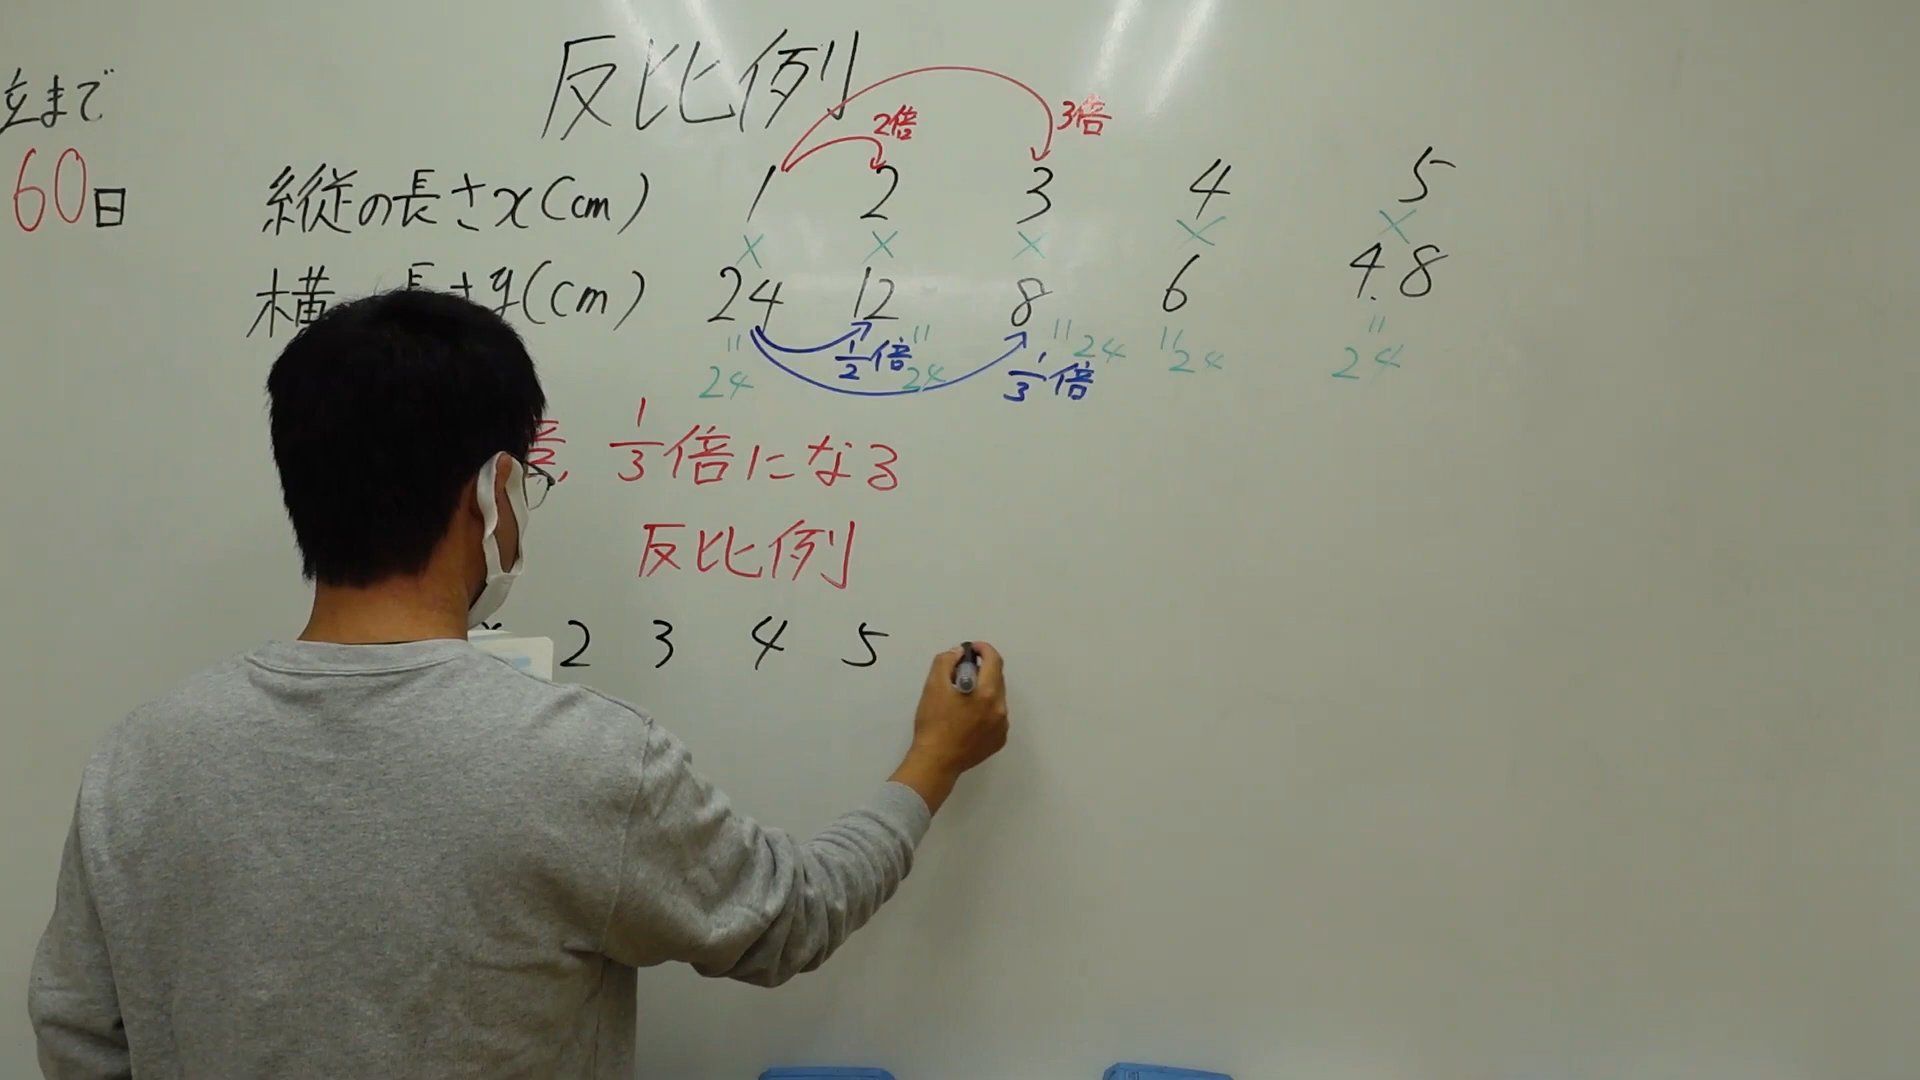 反比例
立まで
60日
2倍 3倍
縦の長さx(cm) 1 2 3 4 5
× × × × ×
横 長さy(cm) 24 12 8 6 4.8
" 1/2倍 " " " "
24 24 1/3倍 24 24 24
1/3倍になる
反比例
x 2 3 4 5